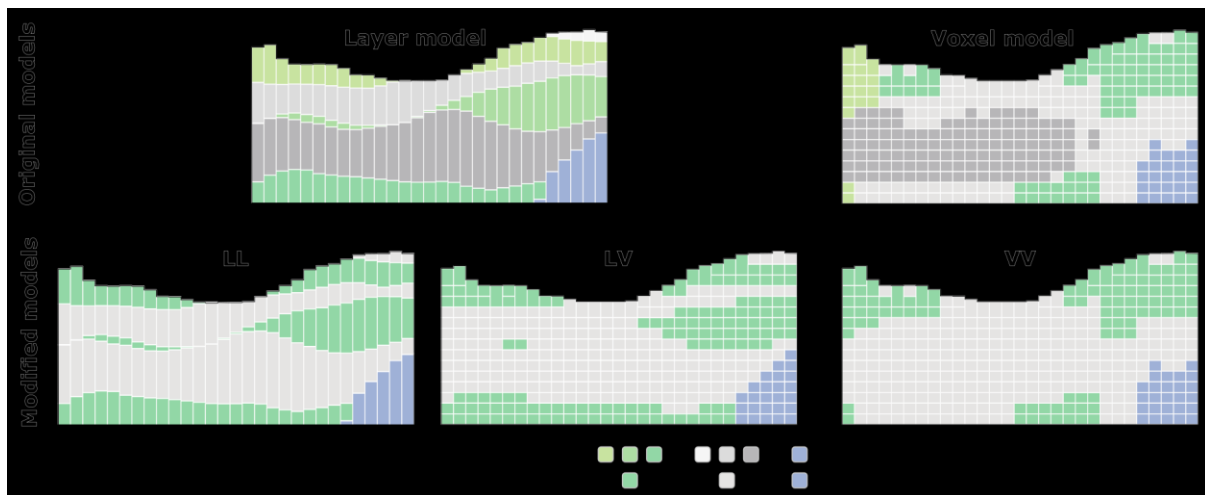 Original models
Layer model
Voxel model
Modified models
LL
LV
VV